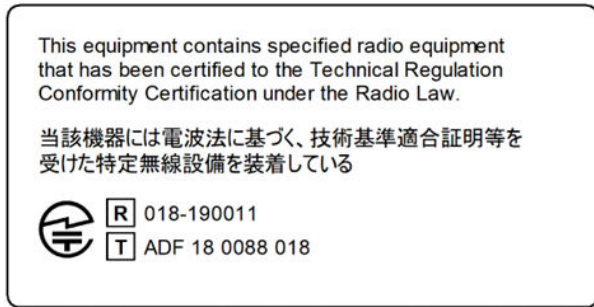 This equipment contains specified radio equipment
that has been certified to the Technical Regulation
Conformity Certification under the Radio Law.
当該機器には電波法に基づく、技術基準適合証明等を
受けた特定無線設備を装着している
R 018-190011
T ADF 18 0088 018